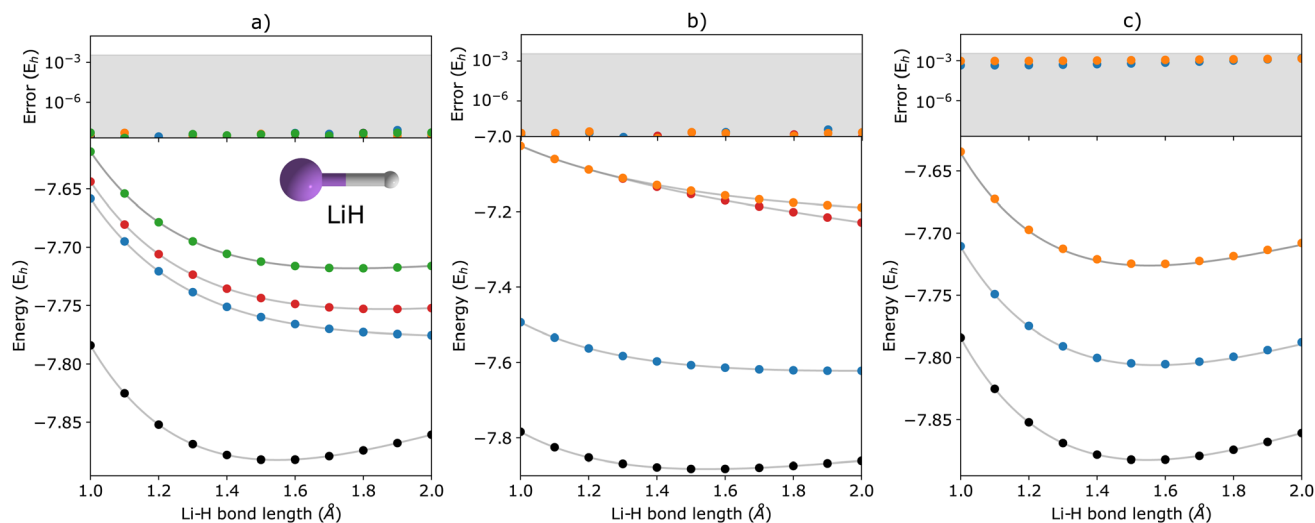 a)
b)
c)
Error (E_h)
10^{-3}
10^{-6}
Energy (E_h)
−7.65
−7.70
−7.75
−7.80
−7.85
LiH
1.0 1.2 1.4 1.6 1.8 2.0
Li-H bond length (Å)
Error (E_h)
10^{-3}
10^{-6}
Energy (E_h)
−7.0
−7.2
−7.4
−7.6
−7.8
1.0 1.2 1.4 1.6 1.8 2.0
Li-H bond length (Å)
Error (E_h)
10^{-3}
10^{-6}
Energy (E_h)
−7.65
−7.70
−7.75
−7.80
−7.85
1.0 1.2 1.4 1.6 1.8 2.0
Li-H bond length (Å)